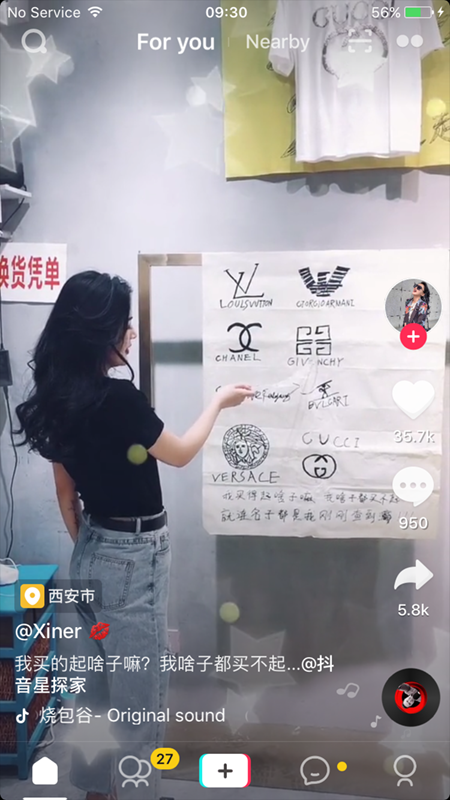 No Service
09:30
56%
For you
Nearby
GUCCI
换货凭单
LV
LOUISVUITTON
GIORGIOARMANI
CHANEL
GIVENCHY
BVLGARI
VERSACE
CUCCI
我买得起啥子嘛 我啥子都买不起
35.7k
950
5.8k
西安市
@Xiner 💋
我买的起啥子嘛？我啥子都买不起...@抖
音星探家
烧包谷- Original sound
27